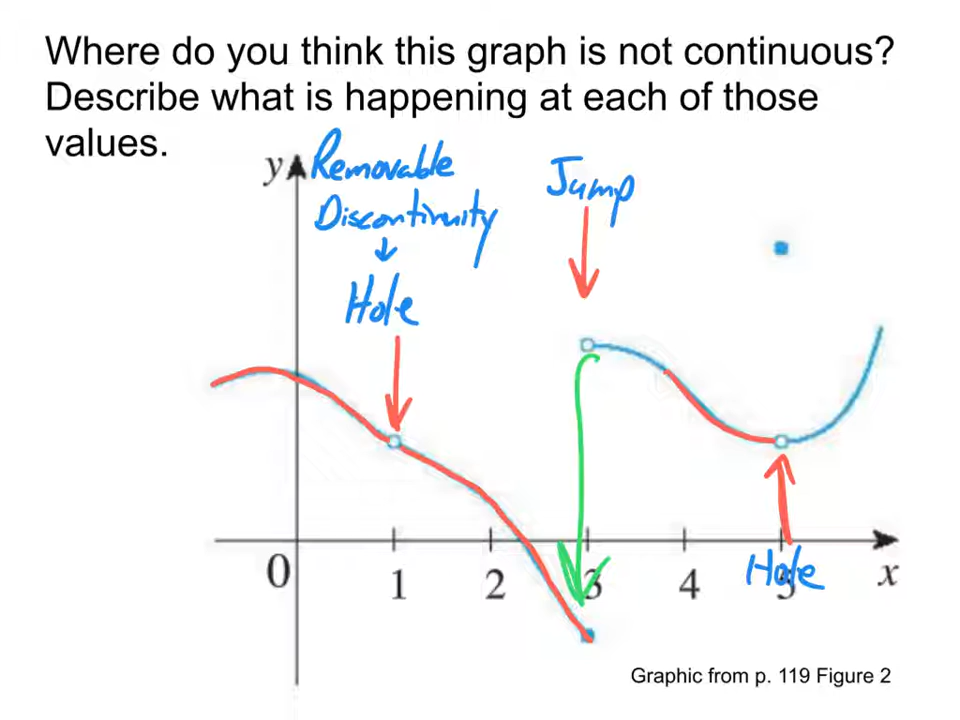 Where do you think this graph is not continuous?
Describe what is happening at each of those
values.
y
Removable
Discontinuity
Hole
Jump
0
1
2
3
4
5
x
Hole
Graphic from p. 119 Figure 2